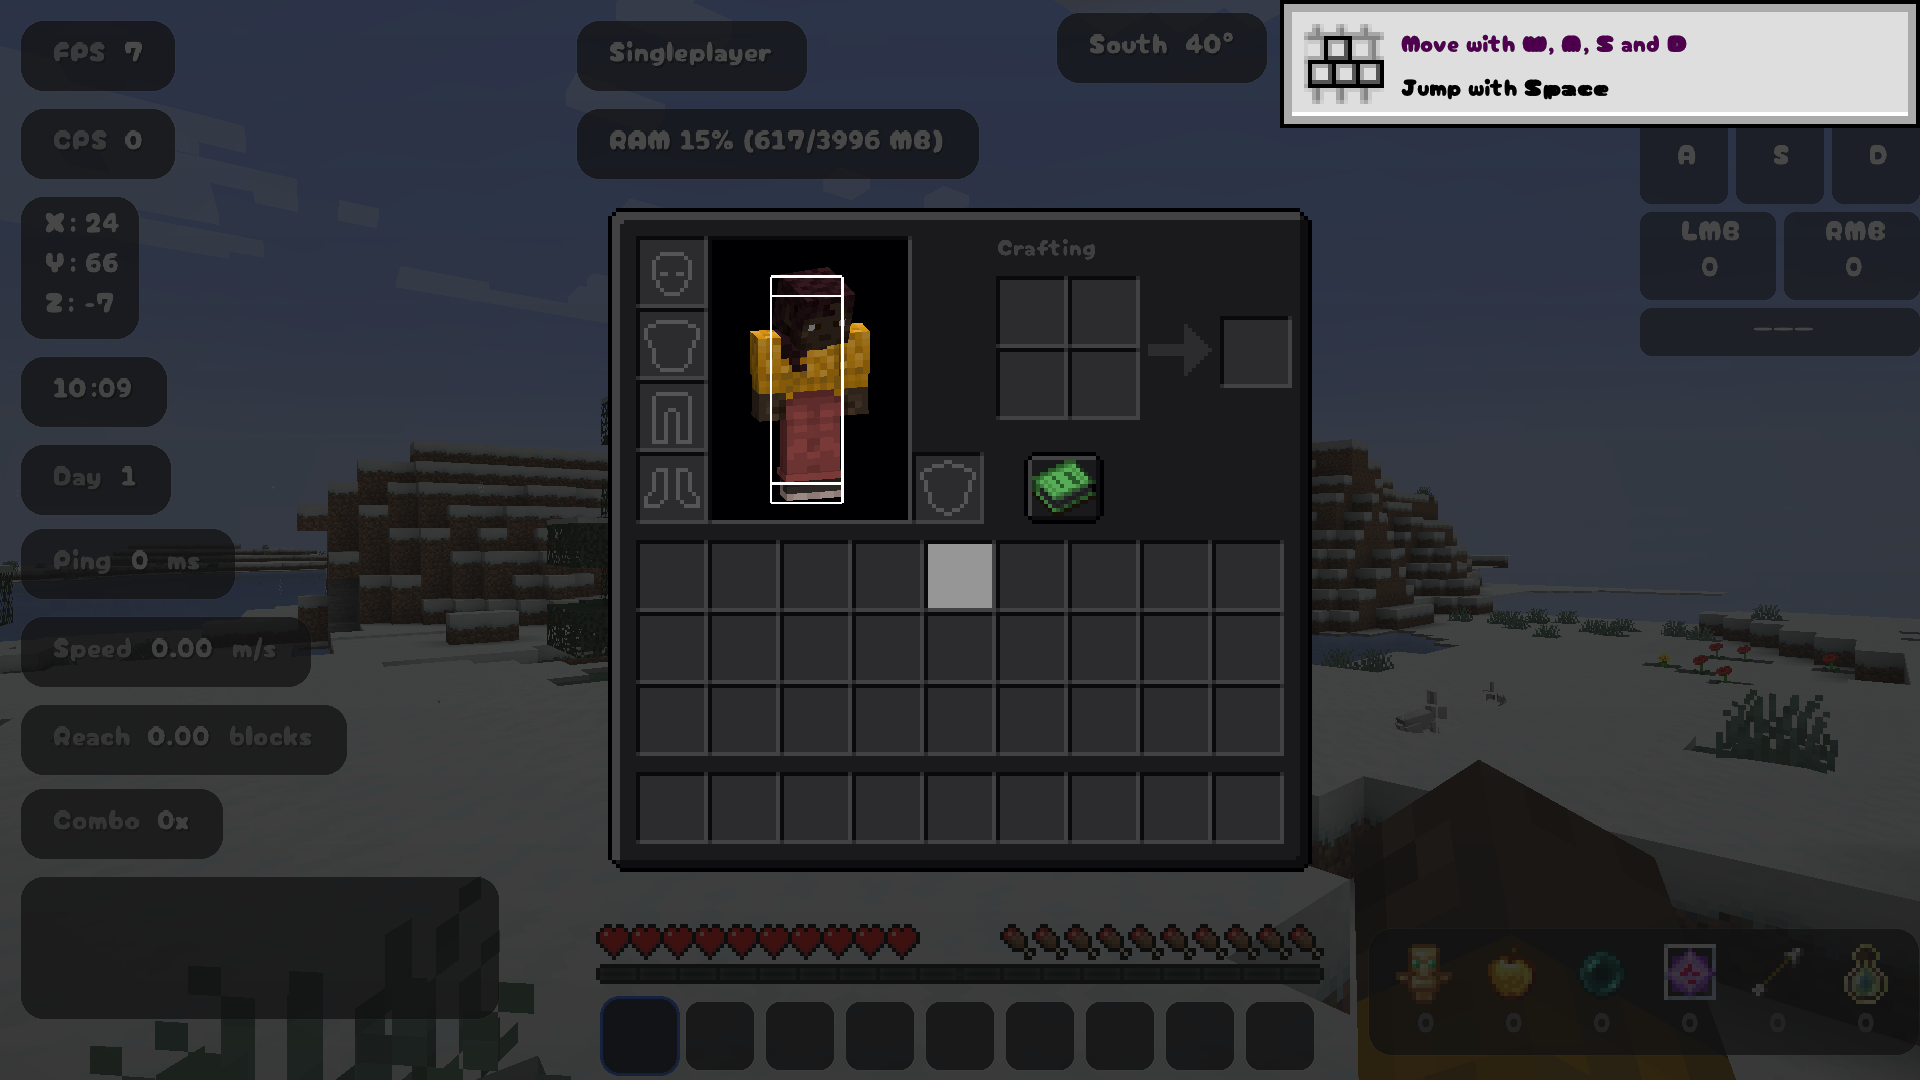 FPS 7
Singleplayer
South 40°
Move with W, A, S and D
Jump with Space
CPS 0
RAM 15% (617/3996 MB)
A
S
D
X: 24
Y: 66
Z: -7
LMB
0
RMB
0
Crafting
10:09
Day 1
Ping 0 ms
Speed 0.00 m/s
Reach 0.00 blocks
Combo 0x
0
0
0
0
0
0